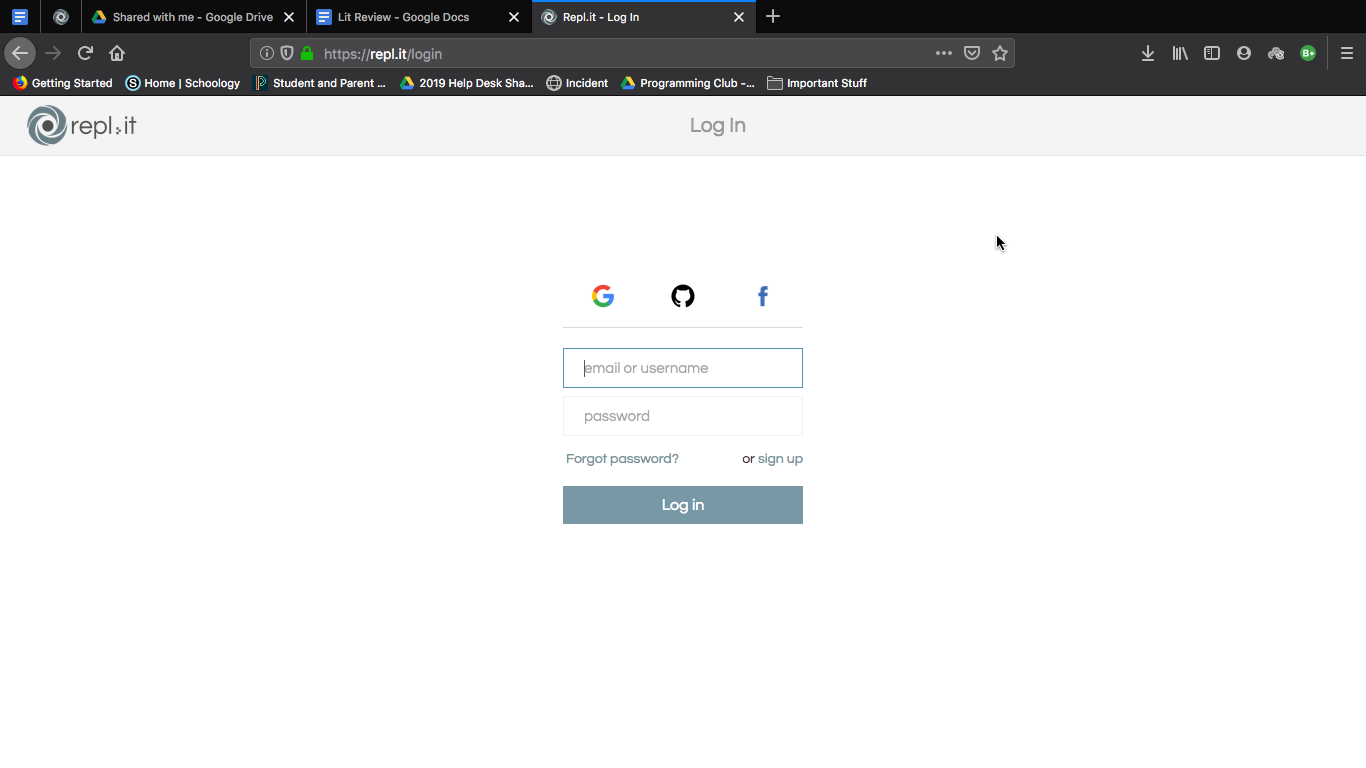 Shared with me - Google Drive
Lit Review - Google Docs
Repl.it - Log In
https://repl.it/login
B+
Getting Started
Home | Schoology
Student and Parent ...
2019 Help Desk Sha...
Incident
Programming Club -...
Important Stuff
repl.it
Log In
email or username
password
Forgot password?
or sign up
Log in